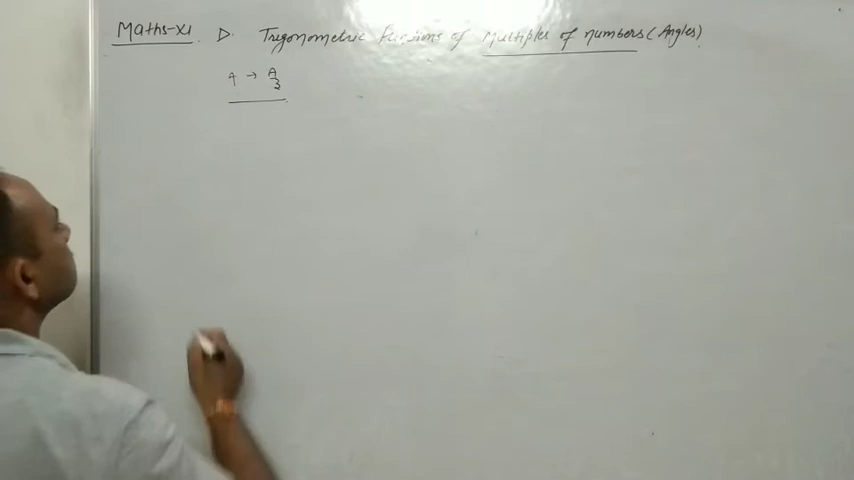 Maths-XI D. Trigonometric Functions of Multiples of numbers (Angles)
A → A/3